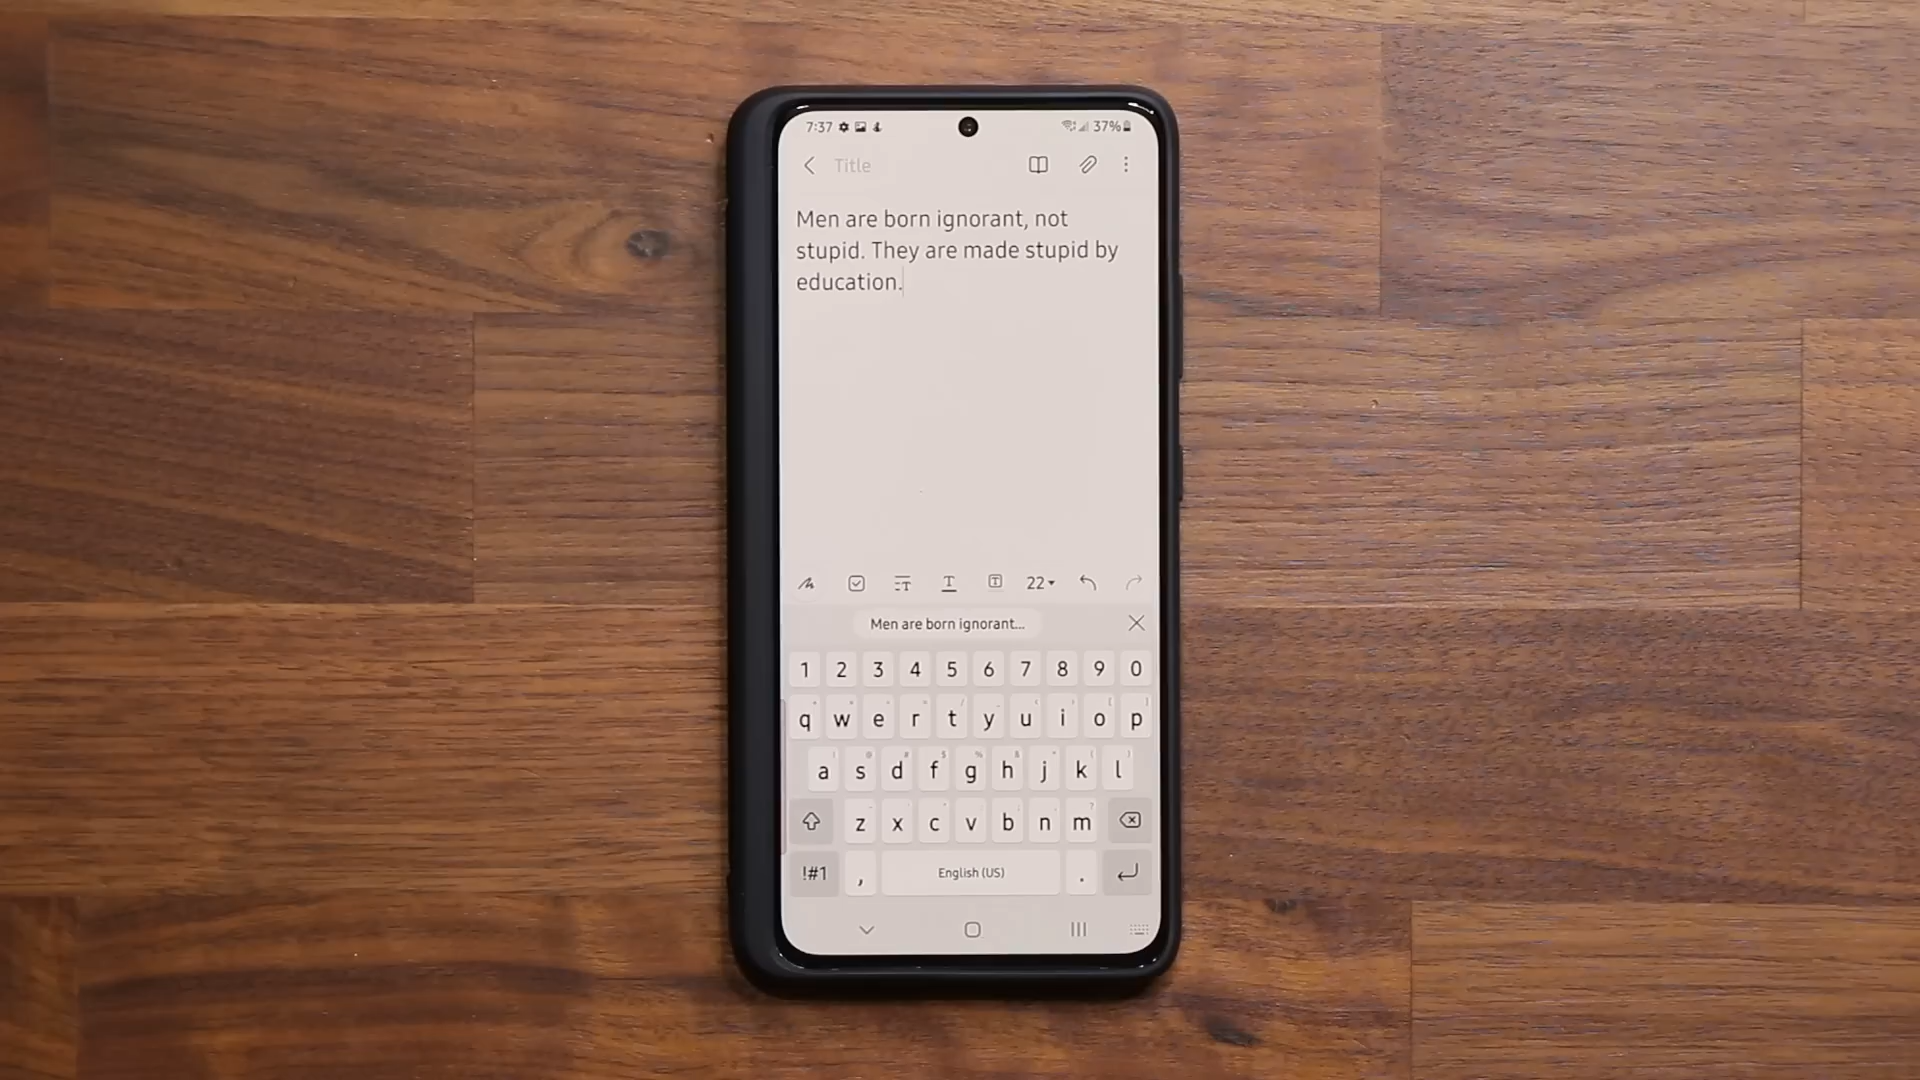 7:37 37%
Title
Men are born ignorant, not
stupid. They are made stupid by
education.
22
Men are born ignorant...
1 2 3 4 5 6 7 8 9 0
q w e r t y u i o p
a s d f g h j k l
z x c v b n m
!#1 , English (US) .